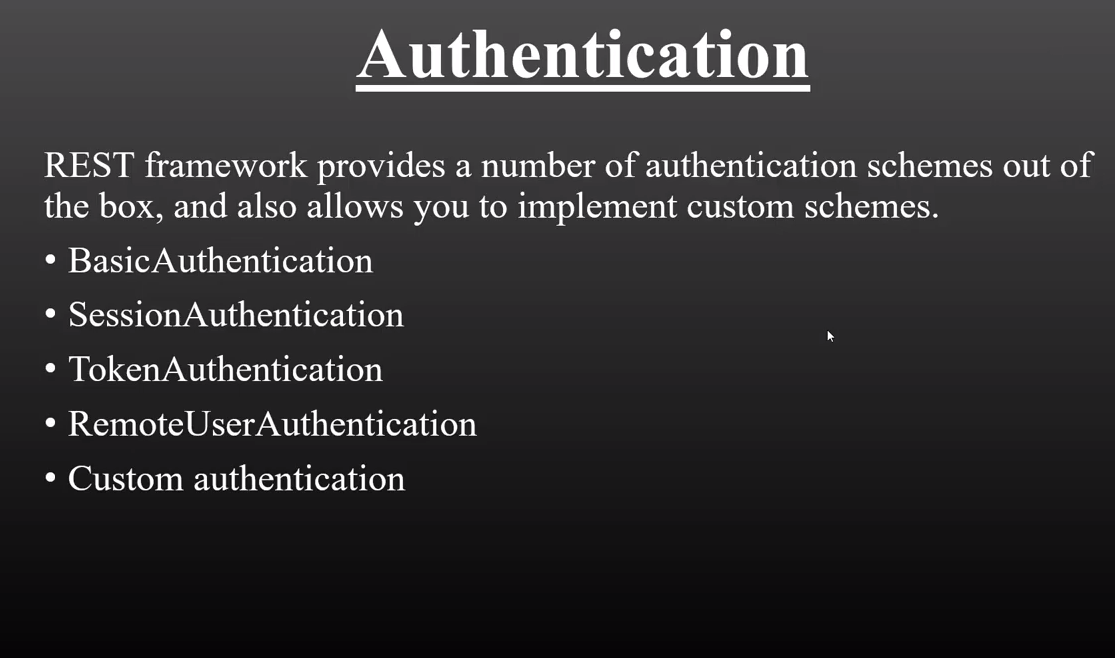 Authentication
REST framework provides a number of authentication schemes out of
the box, and also allows you to implement custom schemes.
• BasicAuthentication
• SessionAuthentication
• TokenAuthentication
• RemoteUserAuthentication
• Custom authentication